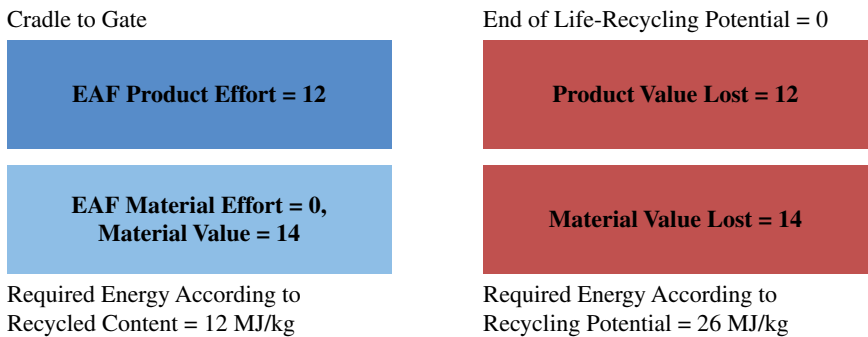 Cradle to Gate
EAF Product Effort = 12
EAF Material Effort = 0,
Material Value = 14
Required Energy According to
Recycled Content = 12 MJ/kg
End of Life-Recycling Potential = 0
Product Value Lost = 12
Material Value Lost = 14
Required Energy According to
Recycling Potential = 26 MJ/kg